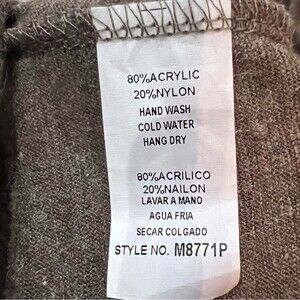 80%ACRYLIC
20%NYLON
HAND WASH
COLD WATER
HANG DRY
80%ACRILICO
20%NAILON
LAVAR A MANO
AGUA FRIA
SECAR COLGADO
STYLE NO. M8771P